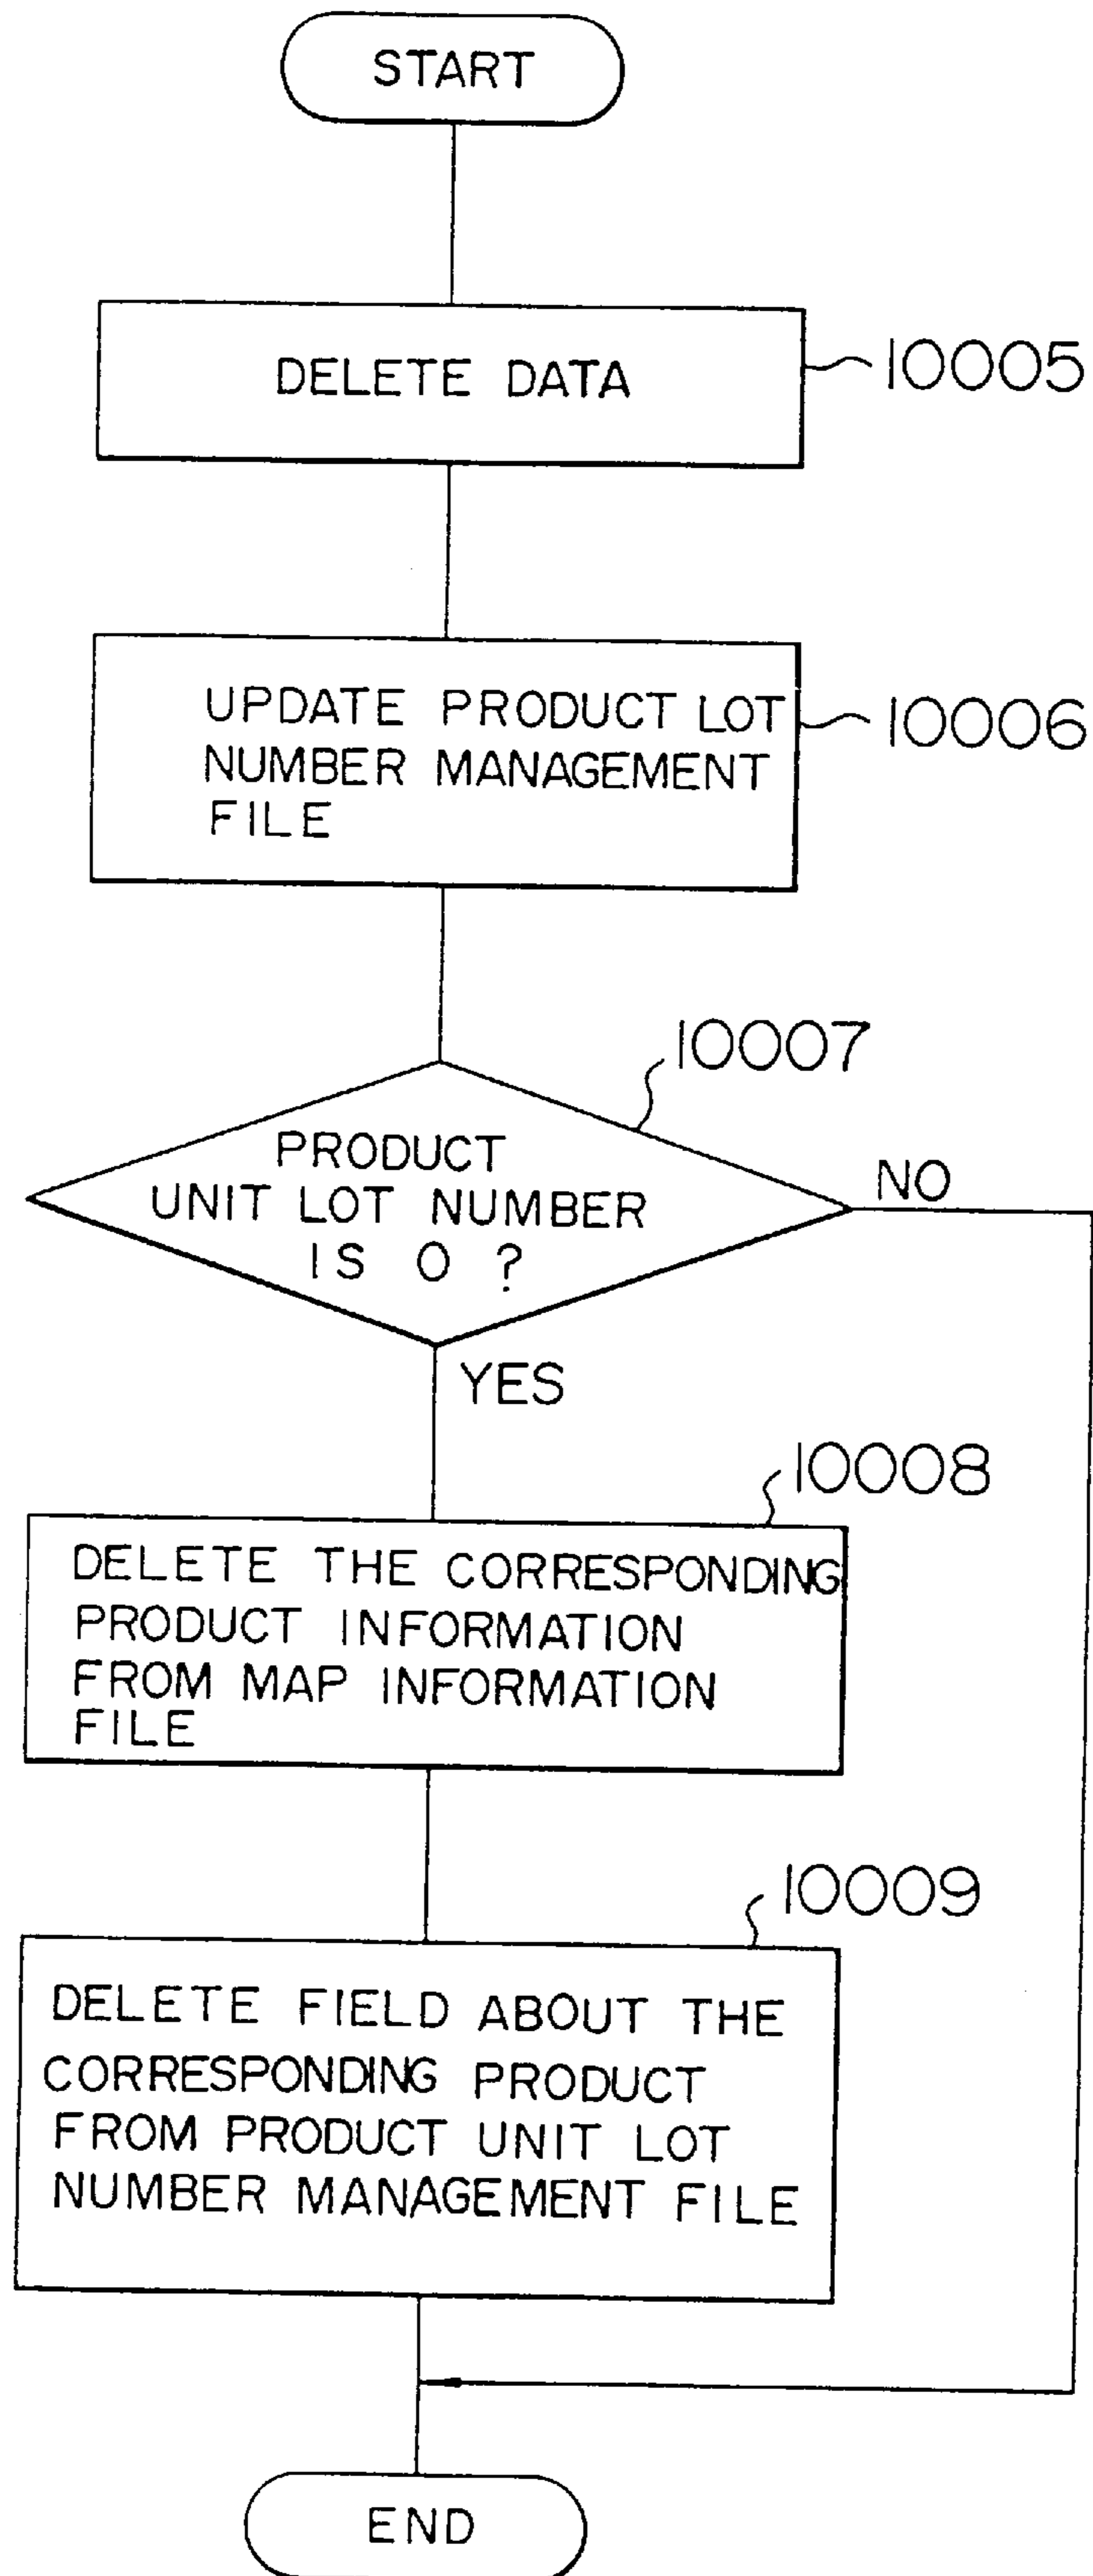 START
DELETE DATA
10005
UPDATE PRODUCT LOT
NUMBER MANAGEMENT
FILE
10006
10007
PRODUCT
UNIT LOT NUMBER
IS 0 ?
NO
YES
10008
DELETE THE CORRESPONDING
PRODUCT INFORMATION
FROM MAP INFORMATION
FILE
10009
DELETE FIELD ABOUT THE
CORRESPONDING PRODUCT
FROM PRODUCT UNIT LOT
NUMBER MANAGEMENT FILE
END